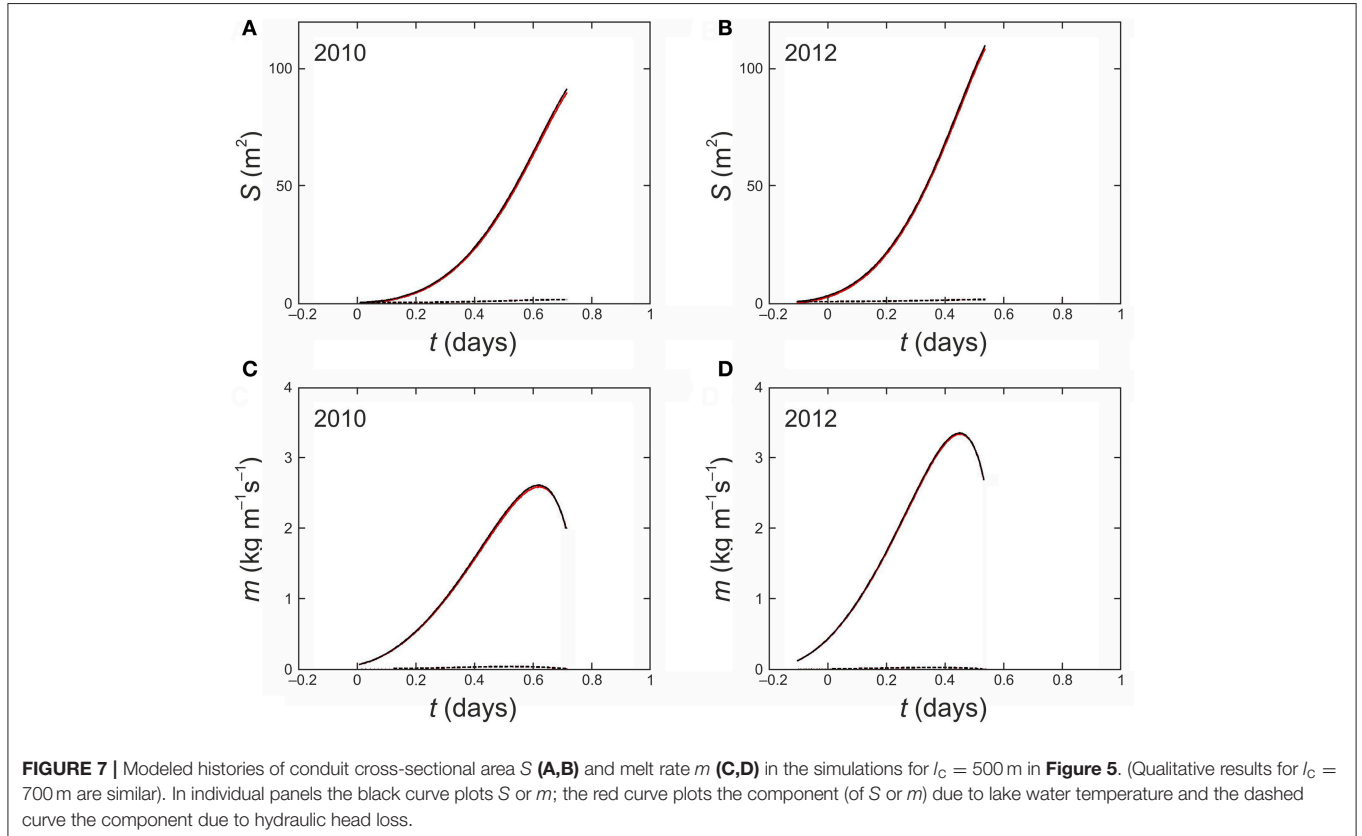 A
2010
100
50
0
S (m²)
–0.2 0 0.2 0.4 0.6 0.8 1
t (days)
B
2012
100
50
0
S (m²)
–0.2 0 0.2 0.4 0.6 0.8 1
t (days)
C
2010
4
3
2
1
0
m (kg m⁻¹s⁻¹)
–0.2 0 0.2 0.4 0.6 0.8 1
t (days)
D
2012
4
3
2
1
0
m (kg m⁻¹s⁻¹)
–0.2 0 0.2 0.4 0.6 0.8 1
t (days)
FIGURE 7 | Modeled histories of conduit cross-sectional area S (A,B) and melt rate m (C,D) in the simulations for lc = 500 m in Figure 5. (Qualitative results for lc =
700 m are similar). In individual panels the black curve plots S or m; the red curve plots the component (of S or m) due to lake water temperature and the dashed
curve the component due to hydraulic head loss.